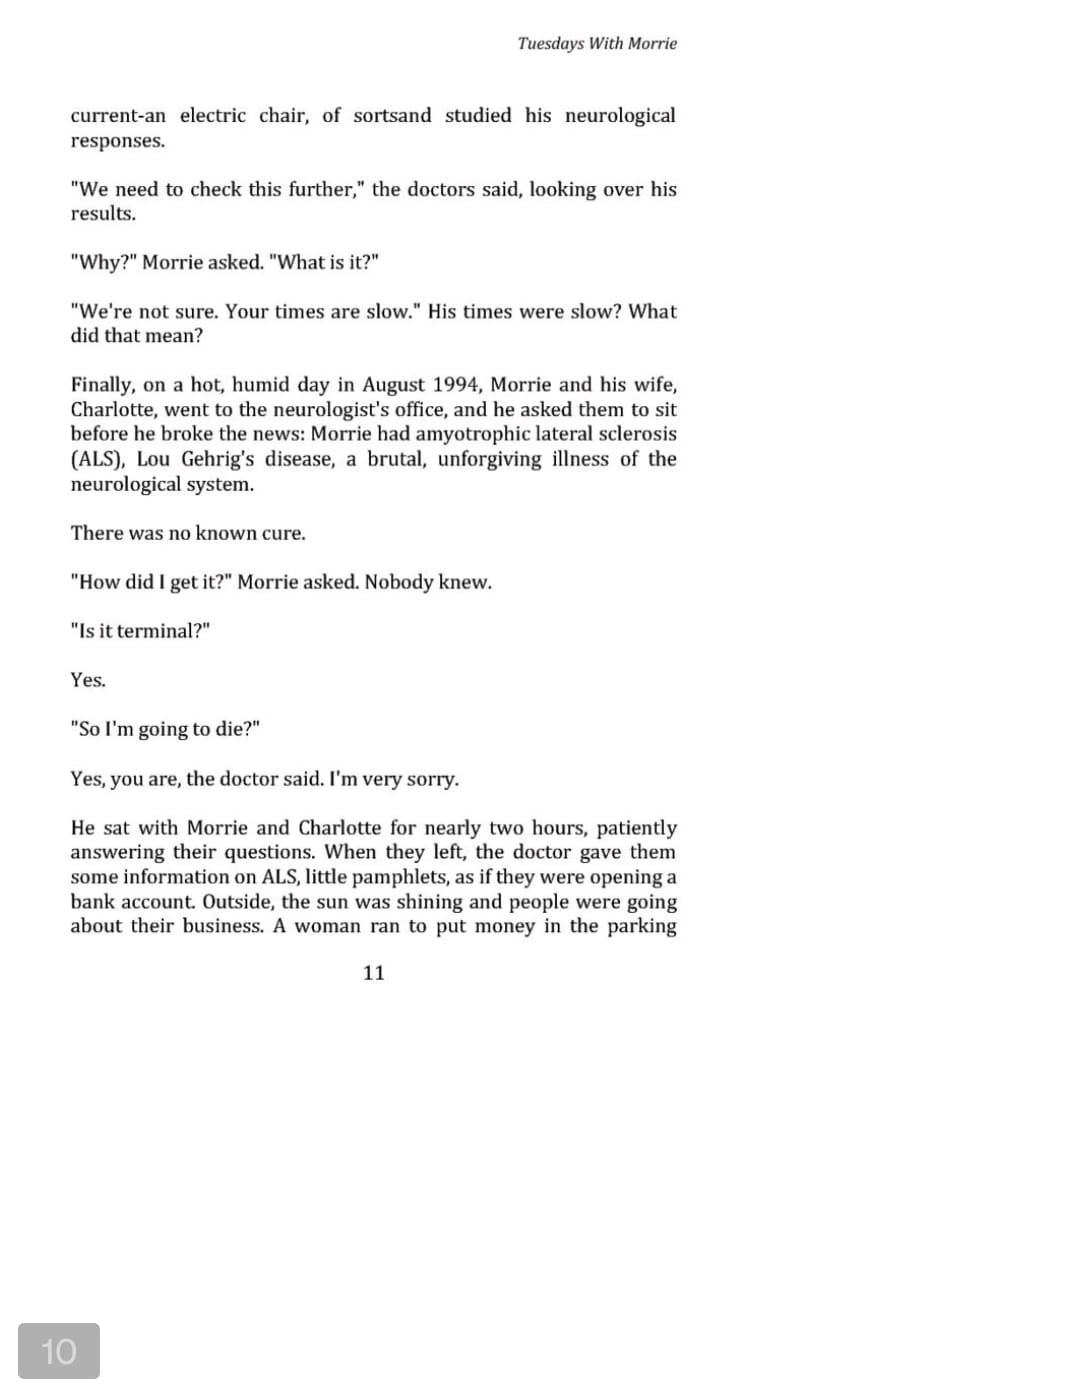 Tuesdays With Morrie
current-an electric chair, of sortsand studied his neurological
responses.
"We need to check this further," the doctors said, looking over his
results.
"Why?" Morrie asked. "What is it?"
"We're not sure. Your times are slow." His times were slow? What
did that mean?
Finally, on a hot, humid day in August 1994, Morrie and his wife,
Charlotte, went to the neurologist's office, and he asked them to sit
before he broke the news: Morrie had amyotrophic lateral sclerosis
(ALS), Lou Gehrig's disease, a brutal, unforgiving illness of the
neurological system.
There was no known cure.
"How did I get it?" Morrie asked. Nobody knew.
"Is it terminal?"
Yes.
"So I'm going to die?"
Yes, you are, the doctor said. I'm very sorry.
He sat with Morrie and Charlotte for nearly two hours, patiently
answering their questions. When they left, the doctor gave them
some information on ALS, little pamphlets, as if they were opening a
bank account. Outside, the sun was shining and people were going
about their business. A woman ran to put money in the parking
11
10